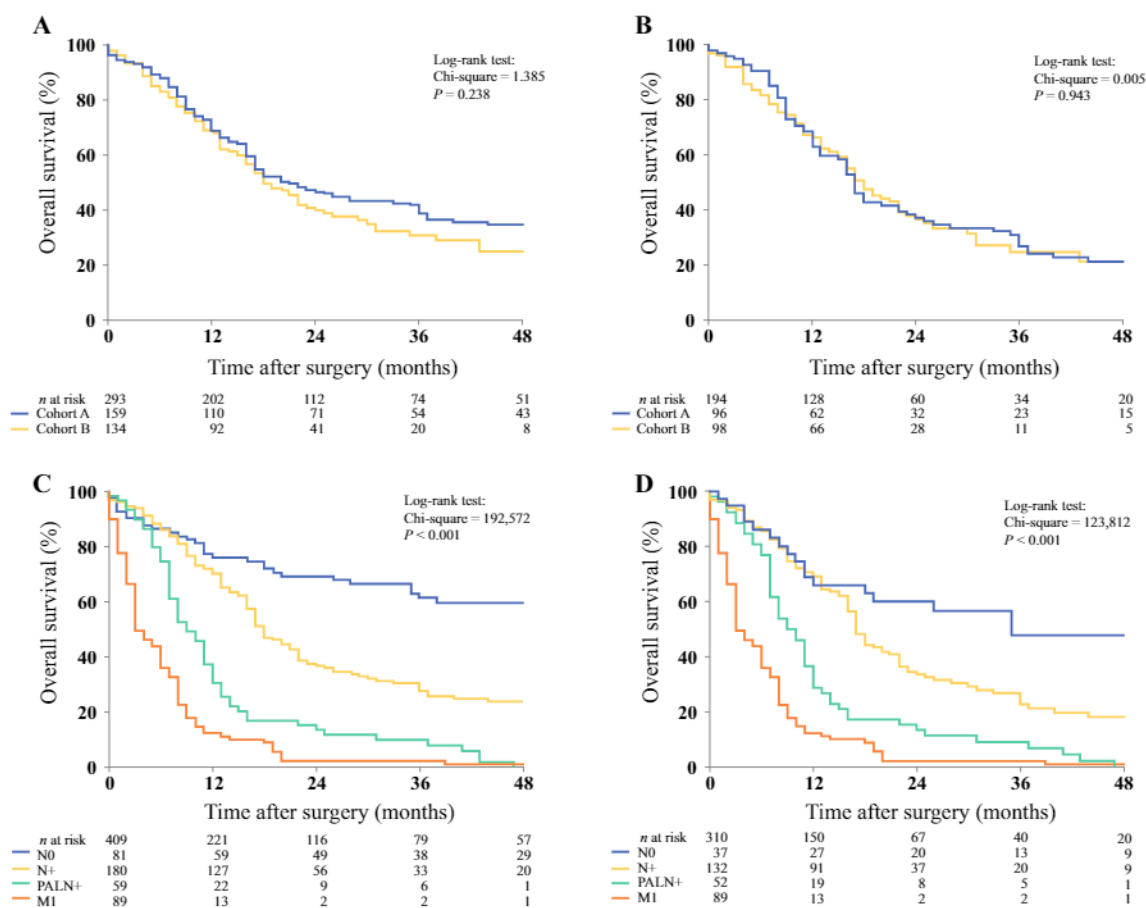 A
Log-rank test:
Chi-square = 1.385
P = 0.238
Overall survival (%)
100
80
60
40
20
0
0 12 24 36 48
Time after surgery (months)
n at risk 293 202 112 74 51
Cohort A 159 110 71 54 43
Cohort B 134 92 41 20 8
B
Log-rank test:
Chi-square = 0.005
P = 0.943
Overall survival (%)
100
80
60
40
20
0
0 12 24 36 48
Time after surgery (months)
n at risk 194 128 60 34 20
Cohort A 96 62 32 23 15
Cohort B 98 66 28 11 5
C
Log-rank test:
Chi-square = 192,572
P < 0.001
Overall survival (%)
100
80
60
40
20
0
0 12 24 36 48
Time after surgery (months)
n at risk 409 221 116 79 57
N0 81 59 49 38 29
N+ 180 127 56 33 20
PALN+ 59 22 9 6 1
M1 89 13 2 2 1
D
Log-rank test:
Chi-square = 123,812
P < 0.001
Overall survival (%)
100
80
60
40
20
0
0 12 24 36 48
Time after surgery (months)
n at risk 310 150 67 40 20
N0 37 27 20 13 9
N+ 132 91 37 20 9
PALN+ 52 19 8 5 1
M1 89 13 2 2 1